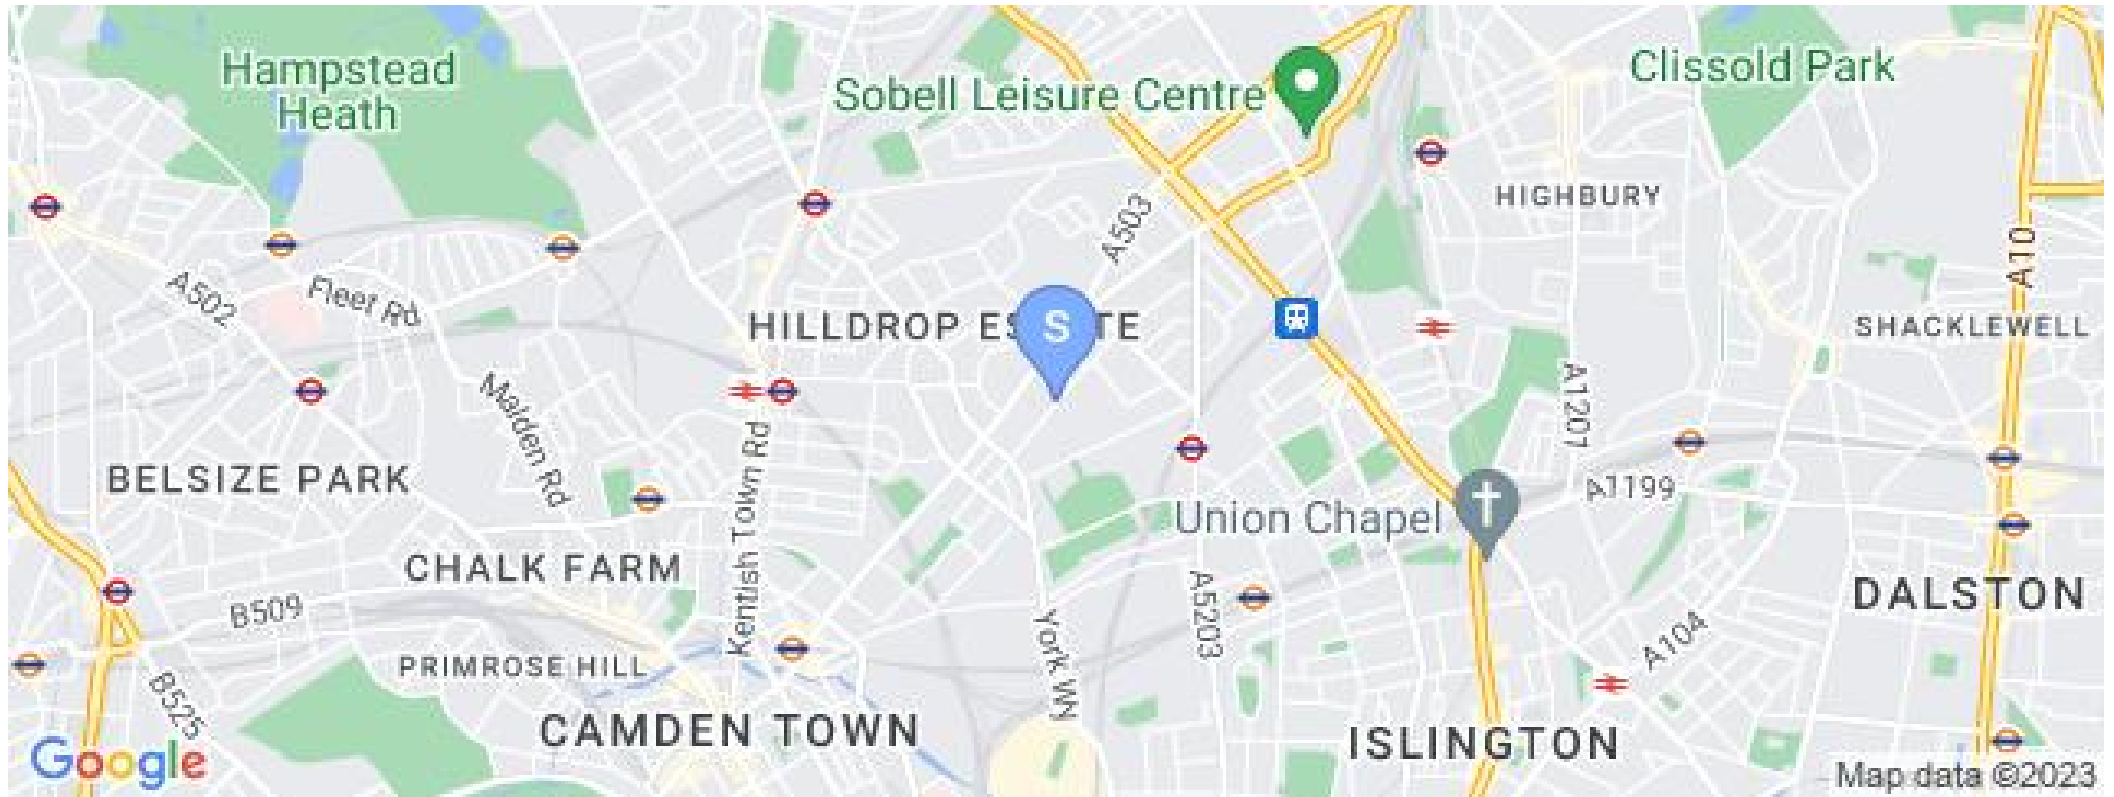 Hampstead
Heath
Sobell Leisure Centre
Clissold Park
HIGHBURY
A503
A10
A502
Fleet Rd
HILLDROP ESTATE
S
SHACKLEWELL
Malden Rd
A1201
BELSIZE PARK
Kentish Town Rd
Union Chapel
A1199
CHALK FARM
B509
A5203
DALSTON
York Wy
A104
PRIMROSE HILL
B525
CAMDEN TOWN
ISLINGTON
Google
Map data ©2023